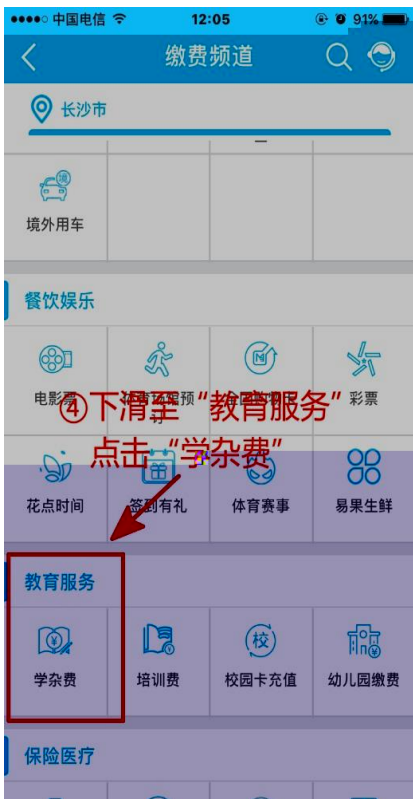 中国电信 12:05 91%
缴费频道
长沙市
境外用车
餐饮娱乐
电影票 彩票
④下滑至“教育服务”
点击“学杂费”
花点时间 签到有礼 体育赛事 易果生鲜
教育服务
学杂费 培训费 校园卡充值 幼儿园缴费
保险医疗